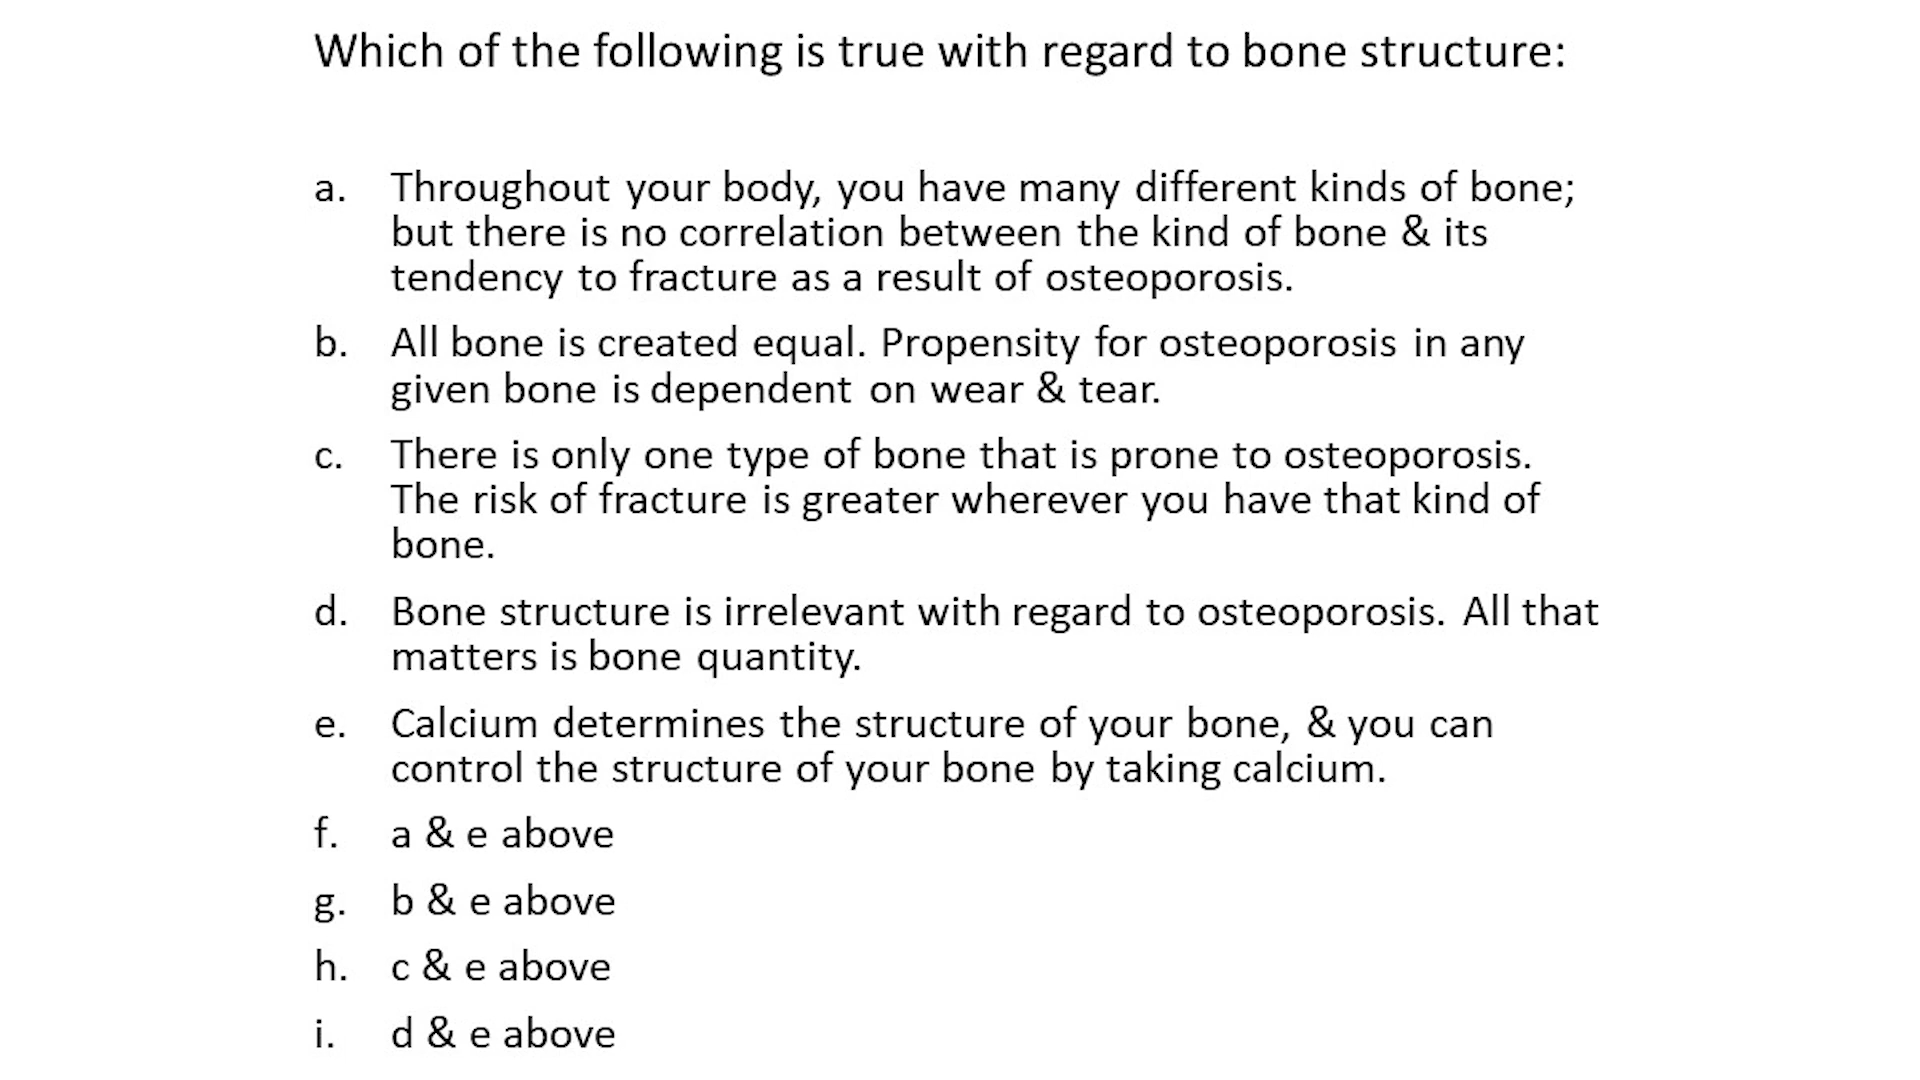 Which of the following is true with regard to bone structure:
a. Throughout your body, you have many different kinds of bone;
but there is no correlation between the kind of bone & its
tendency to fracture as a result of osteoporosis.
b. All bone is created equal. Propensity for osteoporosis in any
given bone is dependent on wear & tear.
c. There is only one type of bone that is prone to osteoporosis.
The risk of fracture is greater wherever you have that kind of
bone.
d. Bone structure is irrelevant with regard to osteoporosis. All that
matters is bone quantity.
e. Calcium determines the structure of your bone, & you can
control the structure of your bone by taking calcium.
f. a & e above
g. b & e above
h. c & e above
i. d & e above